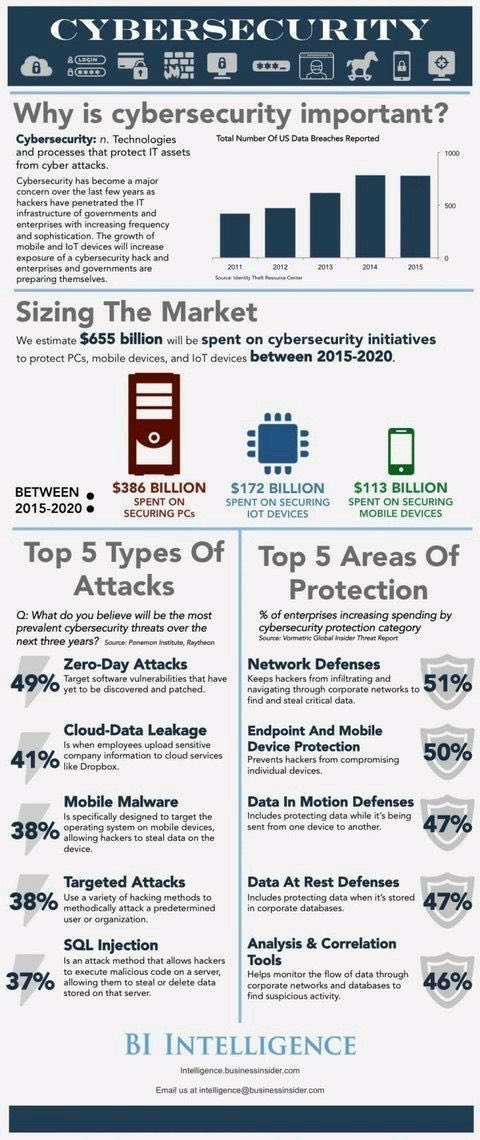 CYBERSECURITY
LOGIN
Why is cybersecurity important?
Cybersecurity: n. Technologies
and processes that protect IT assets
from cyber attacks.
Cybersecurity has become a major
concern over the last few years as
hackers have penetrated the IT
infrastructure of governments and
enterprises with increasing frequency
and sophistication. The growth of
mobile and IoT devices will increase
exposure of a cybersecurity hack and
enterprises and governments are
preparing themselves.
Total Number Of US Data Breaches Reported
1000
500
0
2011 2012 2013 2014 2015
Source: Identity Theft Resource Center
Sizing The Market
We estimate $655 billion will be spent on cybersecurity initiatives
to protect PCs, mobile devices, and IoT devices between 2015-2020.
BETWEEN
2015-2020
$386 BILLION
SPENT ON
SECURING PCs
$172 BILLION
SPENT ON SECURING
IOT DEVICES
$113 BILLION
SPENT ON SECURING
MOBILE DEVICES
Top 5 Types Of
Attacks
Q: What do you believe will be the most
prevalent cybersecurity threats over the
next three years? Source: Ponemon Institute, Raytheon
49%
Zero-Day Attacks
Target software vulnerabilities that have
yet to be discovered and patched.
41%
Cloud-Data Leakage
Is when employees upload sensitive
company information to cloud services
like Dropbox.
38%
Mobile Malware
Is specifically designed to target the
operating system on mobile devices,
allowing hackers to steal data on the
device.
38%
Targeted Attacks
Use a variety of hacking methods to
methodically attack a predetermined
user or organization.
37%
SQL Injection
Is an attack method that allows hackers
to execute malicious code on a server,
allowing them to steal or delete data
stored on that server.
Top 5 Areas Of
Protection
% of enterprises increasing spending by
cybersecurity protection category
Source: Vormetric Global Insider Threat Report
Network Defenses
Keeps hackers from infiltrating and
navigating through corporate networks to
find and steal critical data.
51%
Endpoint And Mobile
Device Protection
Prevents hackers from compromising
individual devices.
50%
Data In Motion Defenses
Includes protecting data while it's being
sent from one device to another.
47%
Data At Rest Defenses
Includes protecting data when it's stored
in corporate databases.
47%
Analysis & Correlation
Tools
Helps monitor the flow of data through
corporate networks and databases to
find suspicious activity.
46%
BI INTELLIGENCE
Intelligence.businessinsider.com
Email us at intelligence@businessinsider.com